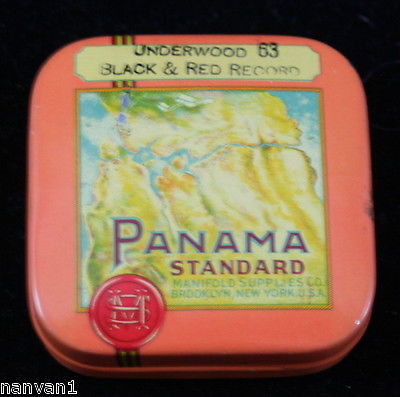 UNDERWOOD 63
BLACK & RED RECORD
PANAMA
STANDARD
MANIFOLD SUPPLIES CO.
BROOKLYN, NEW YORK, U.S.A.
nanvan1